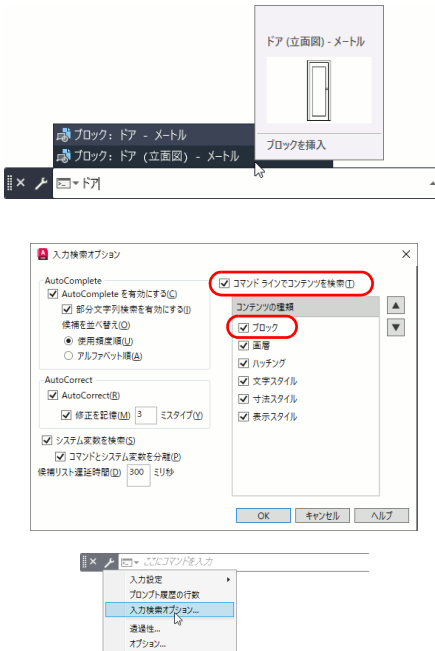 ドア (立面図) - メートル
ブロックを挿入
ブロック: ドア - メートル
ブロック: ドア (立面図) - メートル
ドア
入力検索オプション
AutoComplete
AutoComplete を有効にする(C)
部分文字列検索を有効にする(I)
候補を並べ替え(O)
使用頻度順(U)
アルファベット順(A)
AutoCorrect
AutoCorrect(R)
修正を記憶(M) 3 ミスタイプ(Y)
システム変数を検索(S)
コマンドとシステム変数を分離(P)
候補リスト遅延時間(D) 300 ミリ秒
コマンドラインでコンテンツを検索(T)
コンテンツの種類
ブロック
画層
ハッチング
文字スタイル
寸法スタイル
表示スタイル
OK キャンセル ヘルプ
ここにコマンドを入力
入力設定
プロンプト履歴の行数
入力検索オプション...
透過性...
オプション...